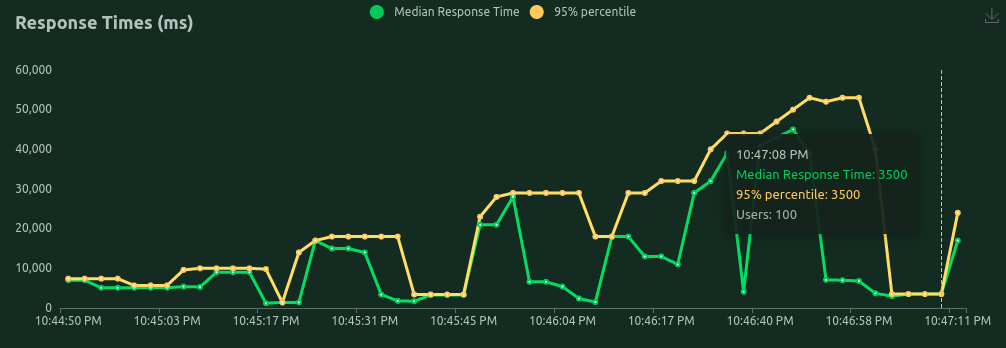 Response Times (ms)
Median Response Time
95% percentile
60,000
50,000
40,000
30,000
20,000
10,000
0
10:47:08 PM
Median Response Time: 3500
95% percentile: 3500
Users: 100
10:44:50 PM
10:45:03 PM
10:45:17 PM
10:45:31 PM
10:45:45 PM
10:46:04 PM
10:46:17 PM
10:46:40 PM
10:46:58 PM
10:47:11 PM